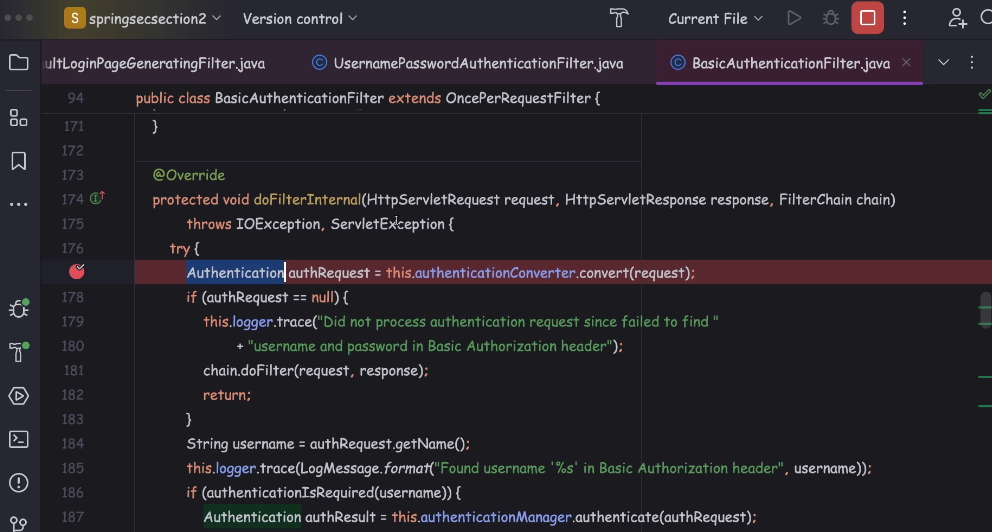 S springsecsection2 Version control Current File
ultLoginPageGeneratingFilter.java UsernamePasswordAuthenticationFilter.java BasicAuthenticationFilter.java
94 public class BasicAuthenticationFilter extends OncePerRequestFilter {
171 }
172
173 @Override
174 protected void doFilterInternal(HttpServletRequest request, HttpServletResponse response, FilterChain chain)
175 throws IOException, ServletException {
176 try {
Authentication authRequest = this.authenticationConverter.convert(request);
178 if (authRequest == null) {
179 this.logger.trace("Did not process authentication request since failed to find "
180 + "username and password in Basic Authorization header");
181 chain.doFilter(request, response);
182 return;
183 }
184 String username = authRequest.getName();
185 this.logger.trace(LogMessage.format("Found username '%s' in Basic Authorization header", username));
186 if (authenticationIsRequired(username)) {
187 Authentication authResult = this.authenticationManager.authenticate(authRequest);